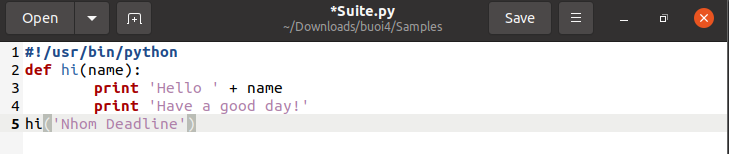 Open
*Suite.py
~/Downloads/buoi4/Samples
Save
1 #!/usr/bin/python
2 def hi(name):
3         print 'Hello ' + name
4         print 'Have a good day!'
5 hi('Nhom Deadline')